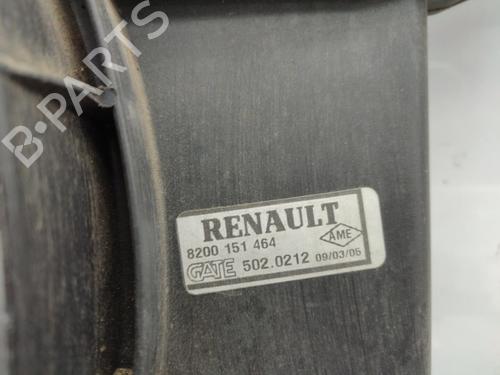 B-PARTS
RENAULT
8200 151 464
AME
GATE 502.0212 09/03/05